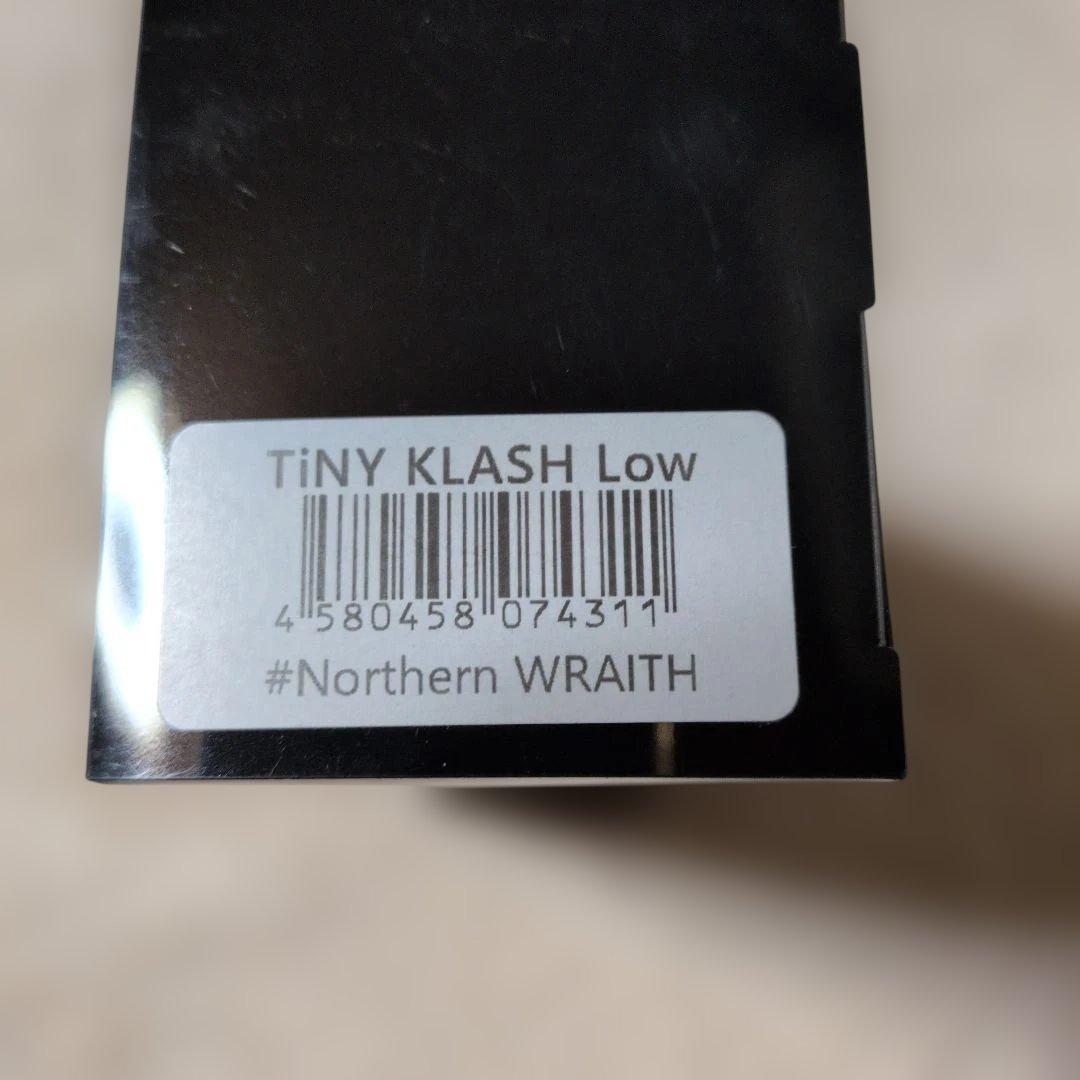 TiNY KLASH Low
4 580458 074311
#Northern WRAITH